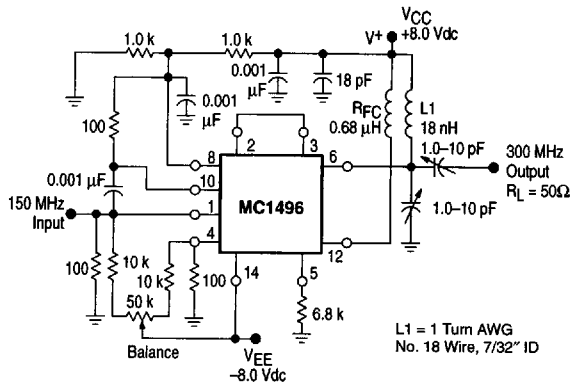 1.0 k
1.0 k
V+
VCC
+8.0 Vdc
0.001
µF
18 pF
0.001
µF
RFC
0.68 µH
L1
18 nH
100
2
3
8
6
1.0–10 pF
300 MHz
Output
RL = 50Ω
0.001 µF
10
MC1496
150 MHz
Input
1
1.0–10 pF
4
12
100
10 k
10 k
100
14
5
50 k
6.8 k
Balance
VEE
–8.0 Vdc
L1 = 1 Turn AWG
No. 18 Wire, 7/32″ ID